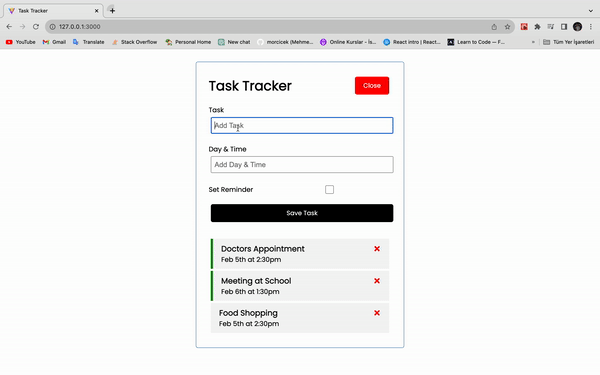 Task Tracker
127.0.0.1:3000
YouTube
Gmail
Translate
Stack Overflow
Personal Home
New chat
morcicek (Mehme...
Online Kurslar - İs...
React intro | React...
Learn to Code — F...
»
Tüm Yer İşaretleri
Task Tracker
Close
Task
Add Task
Day & Time
Add Day & Time
Set Reminder
Save Task
Doctors Appointment
Feb 5th at 2:30pm
Meeting at School
Feb 6th at 1:30pm
Food Shopping
Feb 5th at 2:30pm